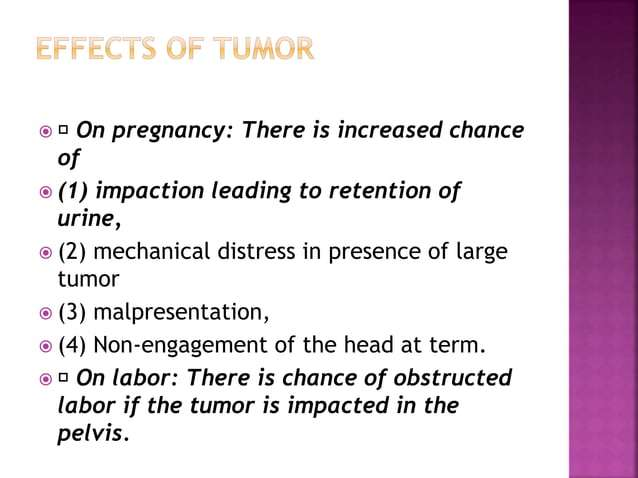 EFFECTS OF TUMOR
On pregnancy: There is increased chance
of
(1) impaction leading to retention of
urine,
(2) mechanical distress in presence of large
tumor
(3) malpresentation,
(4) Non-engagement of the head at term.
On labor: There is chance of obstructed
labor if the tumor is impacted in the
pelvis.